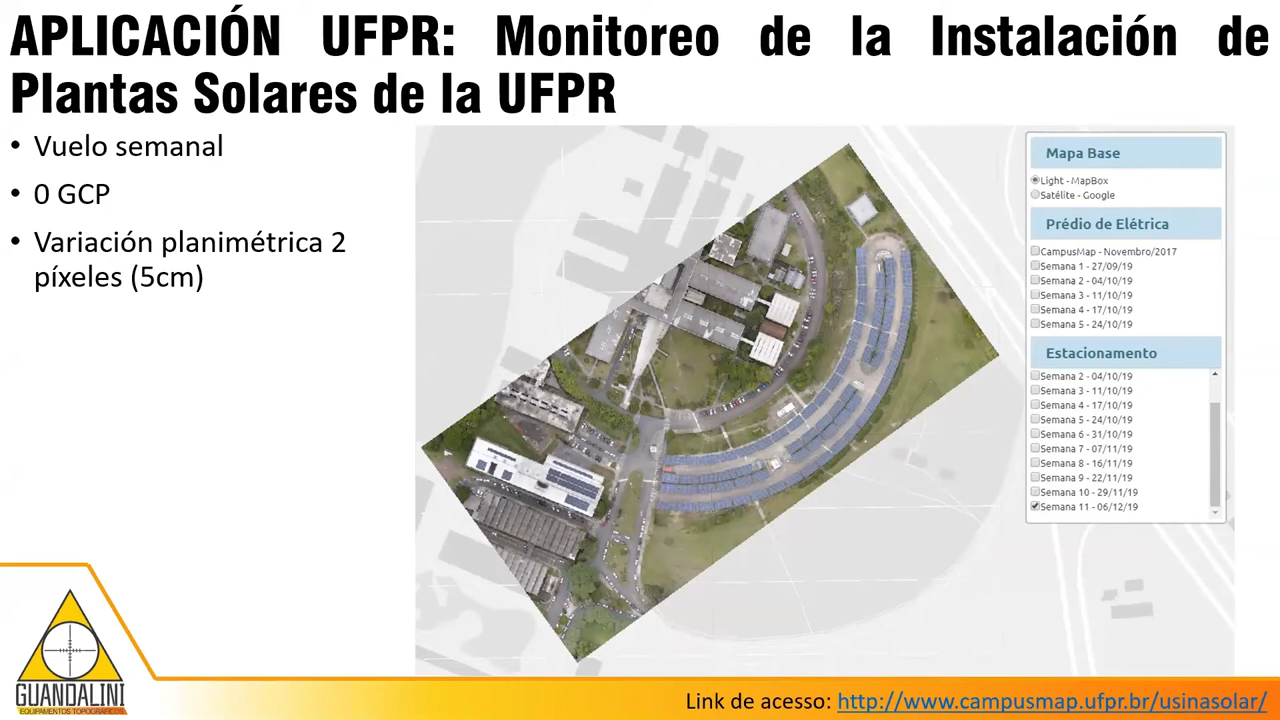 APLICACIÓN UFPR: Monitoreo de la Instalación de
Plantas Solares de la UFPR
• Vuelo semanal
• 0 GCP
• Variación planimétrica 2
píxeles (5cm)
Mapa Base
Light - MapBox
Satélite - Google
Prédio de Elétrica
CampusMap - Novembro/2017
Semana 1 - 27/09/19
Semana 2 - 04/10/19
Semana 3 - 11/10/19
Semana 4 - 17/10/19
Semana 5 - 24/10/19
Estacionamento
Semana 2 - 04/10/19
Semana 3 - 11/10/19
Semana 4 - 17/10/19
Semana 5 - 24/10/19
Semana 6 - 31/10/19
Semana 7 - 07/11/19
Semana 8 - 16/11/19
Semana 9 - 22/11/19
Semana 10 - 29/11/19
Semana 11 - 06/12/19
GUANDALINI
EQUIPAMENTOS TOPOGRÁFICOS
Link de acesso: http://www.campusmap.ufpr.br/usinasolar/